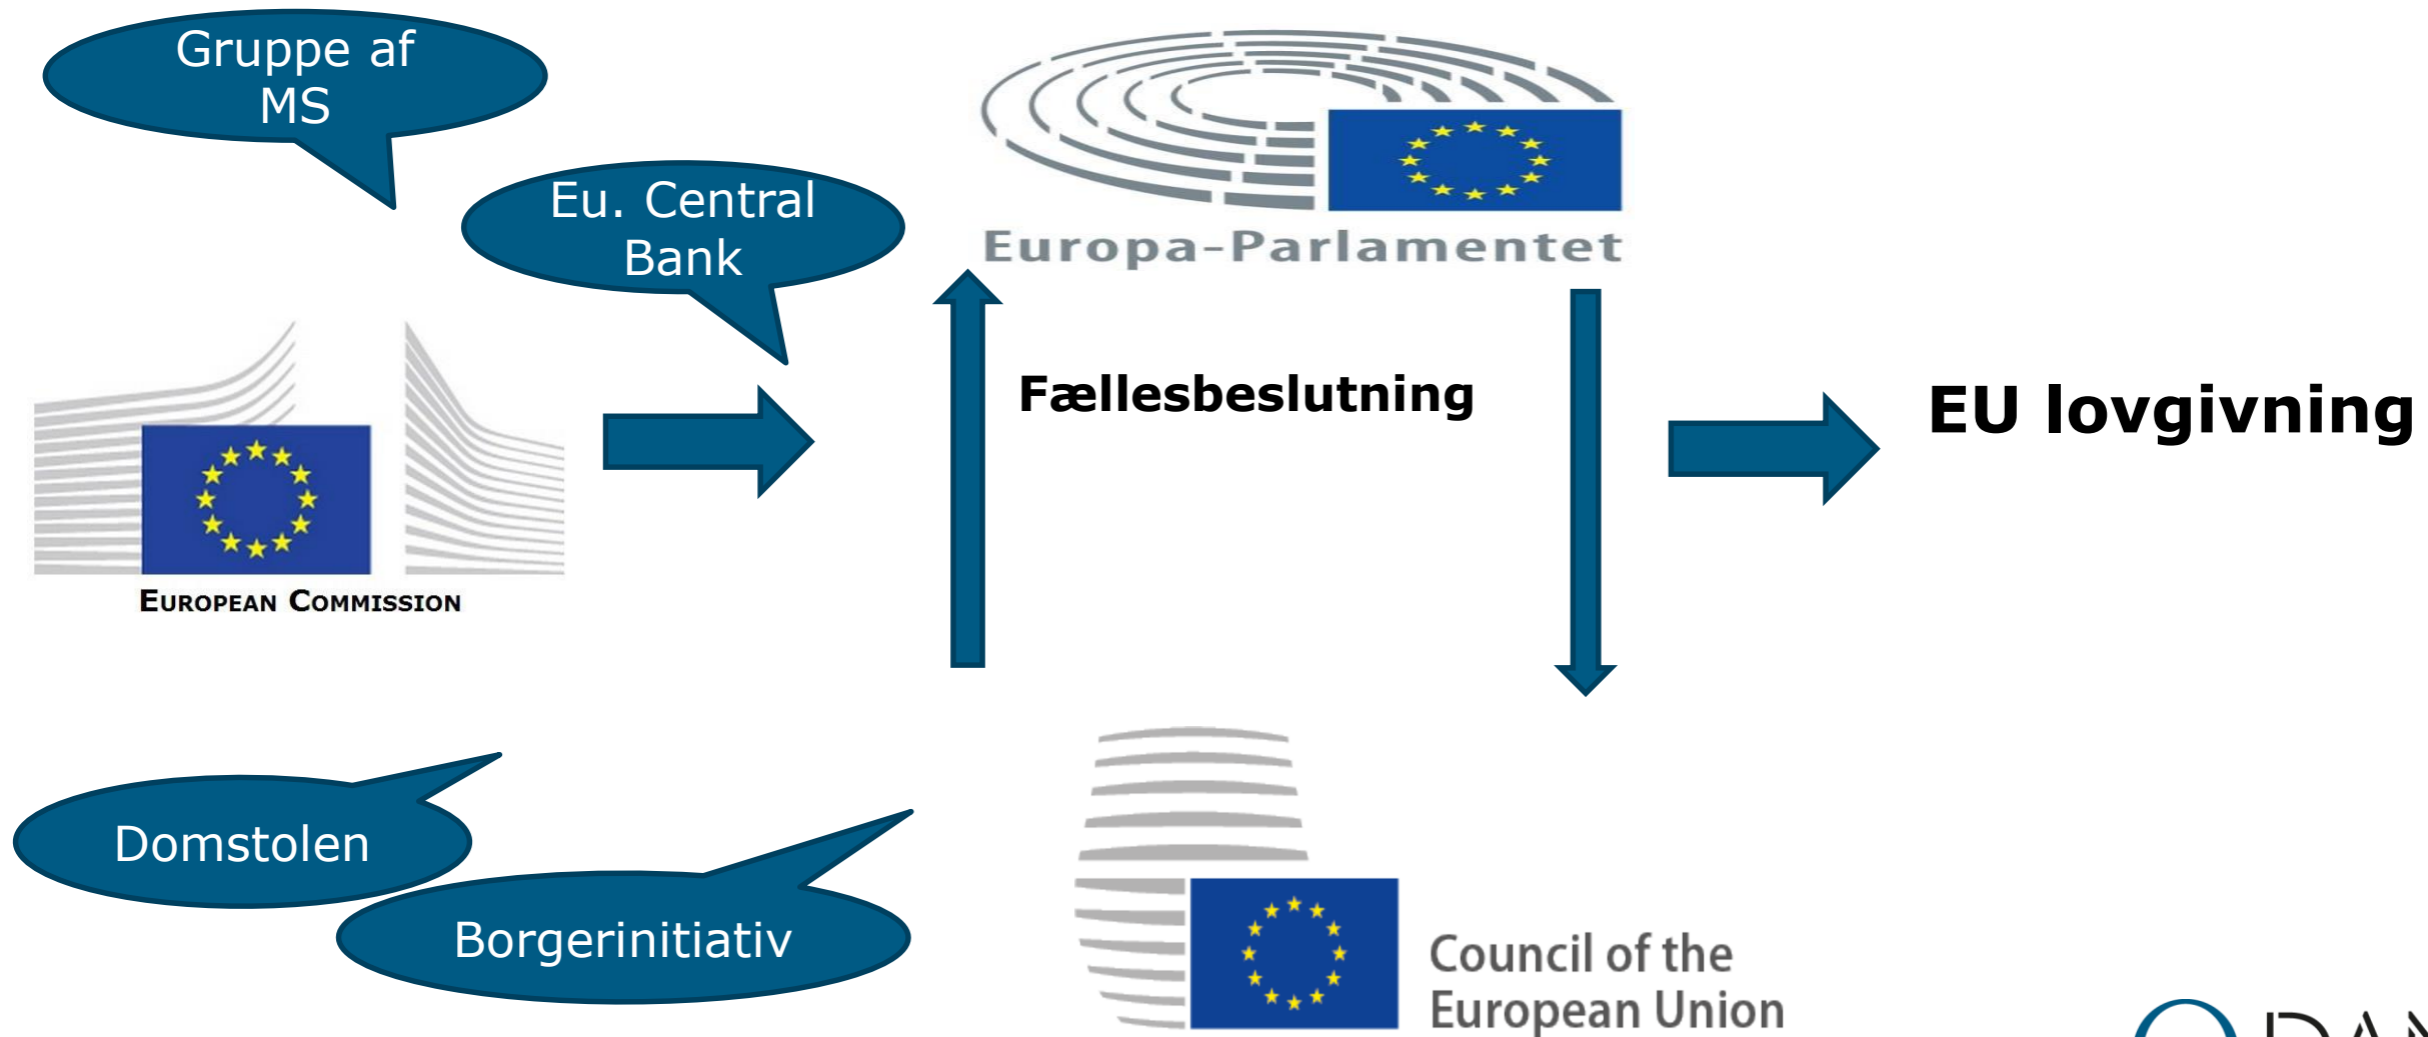 Gruppe af
MS
Eu. Central
Bank
Europa-Parlamentet
Fællesbeslutning
EU lovgivning
EUROPEAN COMMISSION
Domstolen
Borgerinitiativ
Council of the
European Union